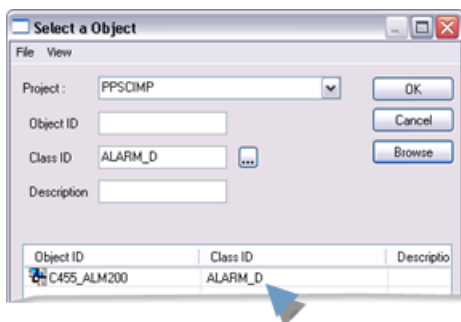 Select a Object
File View
Project : PPSCIMP OK
Object ID Cancel
Class ID ALARM_D ... Browse
Description
Object ID Class ID Descriptio
C455_ALM200 ALARM_D